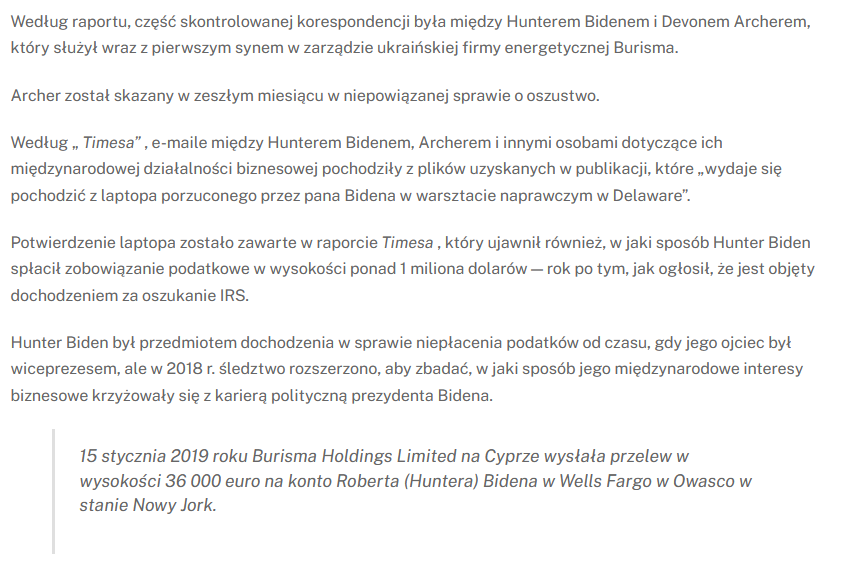 Według raportu, część skontrolowanej korespondencji była między Hunterem Bidenem i Devonem Archerem,
który służył wraz z pierwszym synem w zarządzie ukraińskiej firmy energetycznej Burisma.
Archer został skazany w zeszłym miesiącu w niepowiązanej sprawie o oszustwo.
Według „ Timesa” , e-maile między Hunterem Bidenem, Archerem i innymi osobami dotyczące ich
międzynarodowej działalności biznesowej pochodziły z plików uzyskanych w publikacji, które „wydaje się
pochodzić z laptopa porzuconego przez pana Bidena w warsztacie naprawczym w Delaware”.
Potwierdzenie laptopa zostało zawarte w raporcie Timesa , który ujawnił również, w jaki sposób Hunter Biden
spłacił zobowiązanie podatkowe w wysokości ponad 1 miliona dolarów — rok po tym, jak ogłosił, że jest objęty
dochodzeniem za oszukanie IRS.
Hunter Biden był przedmiotem dochodzenia w sprawie niepłacenia podatków od czasu, gdy jego ojciec był
wiceprezesem, ale w 2018 r. śledztwo rozszerzono, aby zbadać, w jaki sposób jego międzynarodowe interesy
biznesowe krzyżowały się z karierą polityczną prezydenta Bidena.
15 stycznia 2019 roku Burisma Holdings Limited na Cyprze wysłała przelew w
wysokości 36 000 euro na konto Roberta (Huntera) Bidena w Wells Fargo w Owasco w
stanie Nowy Jork.